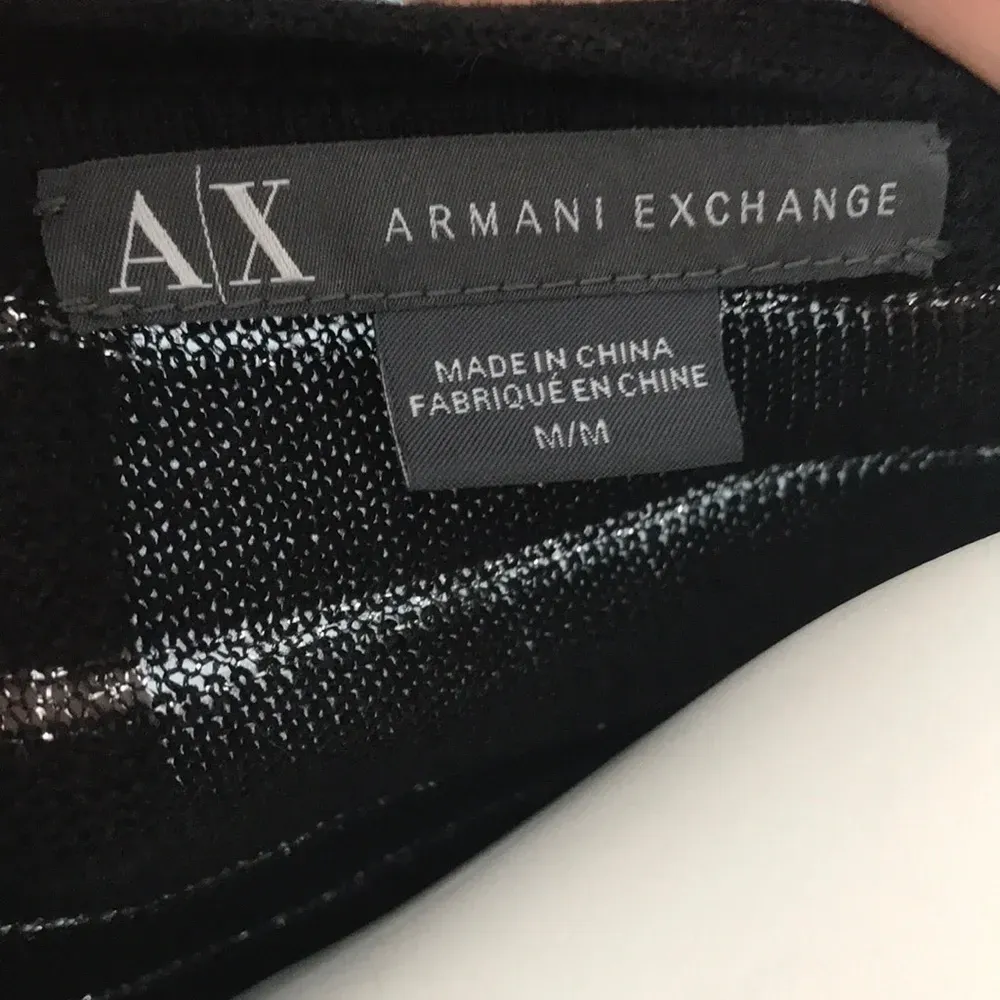 A|X ARMANI EXCHANGE
MADE IN CHINA
FABRIQUÉ EN CHINE
M/M